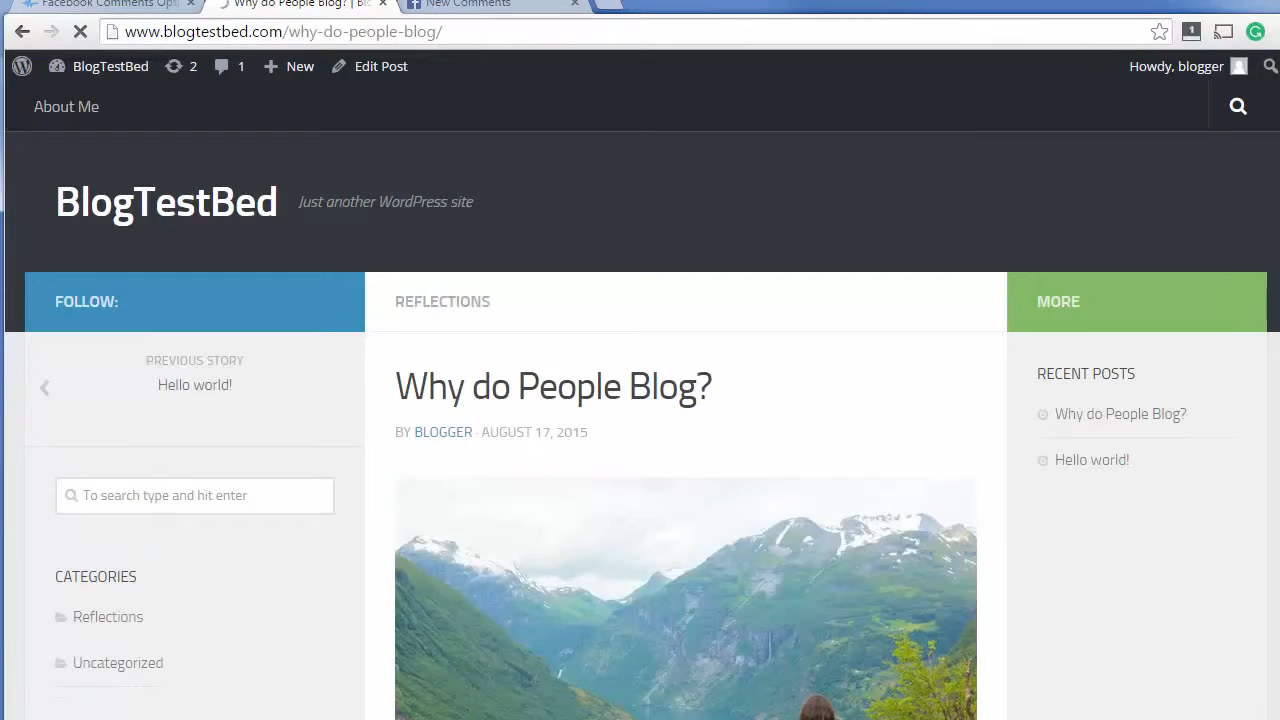 Facebook Comments Opt
Why do People Blog? | Blo
New Comments
www.blogtestbed.com/why-do-people-blog/
1
BlogTestBed 2 1 New Edit Post Howdy, blogger
About Me
BlogTestBed Just another WordPress site
FOLLOW:
REFLECTIONS
MORE
PREVIOUS STORY
Hello world!
Why do People Blog?
BY BLOGGER · AUGUST 17, 2015
RECENT POSTS
Why do People Blog?
Hello world!
To search type and hit enter
CATEGORIES
Reflections
Uncategorized